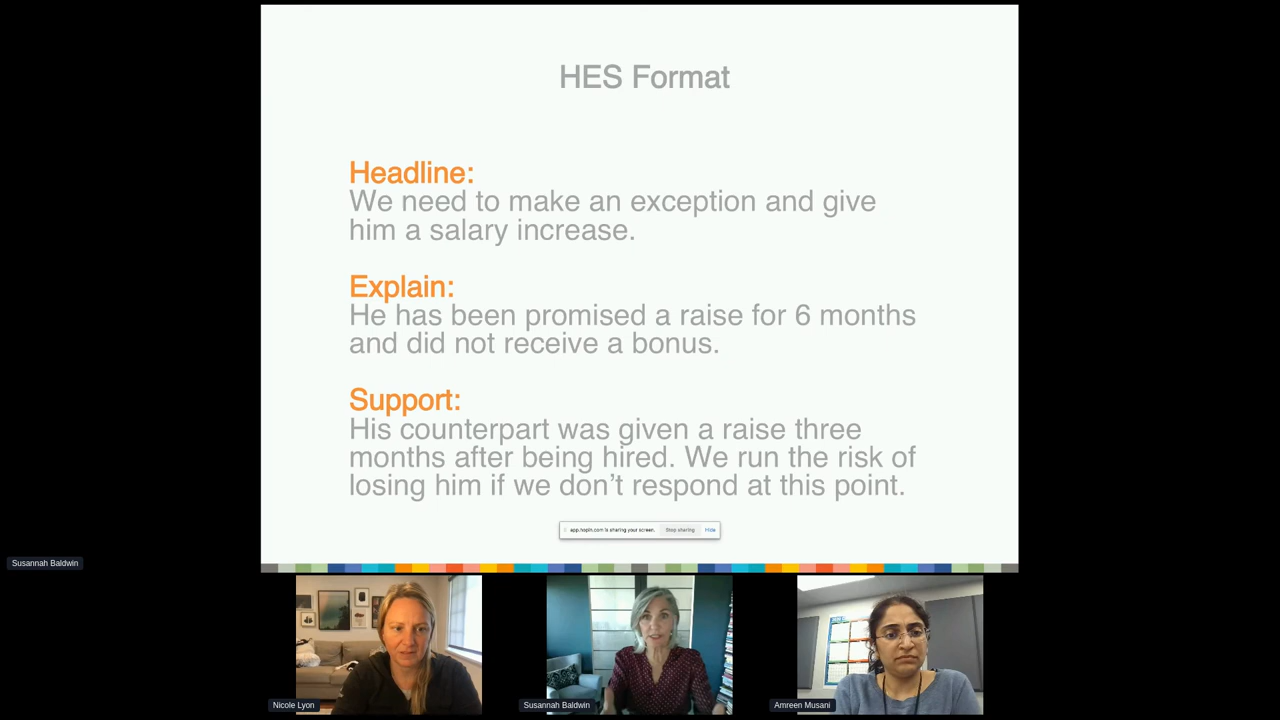 HES Format
Headline:
We need to make an exception and give
him a salary increase.
Explain:
He has been promised a raise for 6 months
and did not receive a bonus.
Support:
His counterpart was given a raise three
months after being hired. We run the risk of
losing him if we don’t respond at this point.
app.hopin.com is sharing your screen. Stop sharing Hide
Susannah Baldwin
Nicole Lyon
Susannah Baldwin
Amreen Musani